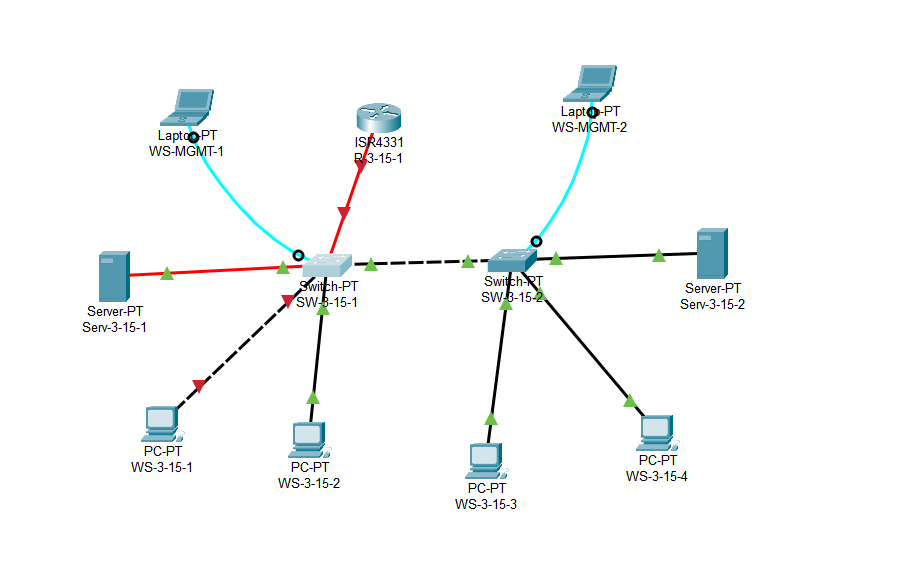 Laptop-PT
WS-MGMT-1
ISR4331
R-3-15-1
Laptop-PT
WS-MGMT-2
Server-PT
Serv-3-15-1
Switch-PT
SW-3-15-1
Switch-PT
SW-3-15-2
Server-PT
Serv-3-15-2
PC-PT
WS-3-15-1
PC-PT
WS-3-15-2
PC-PT
WS-3-15-3
PC-PT
WS-3-15-4